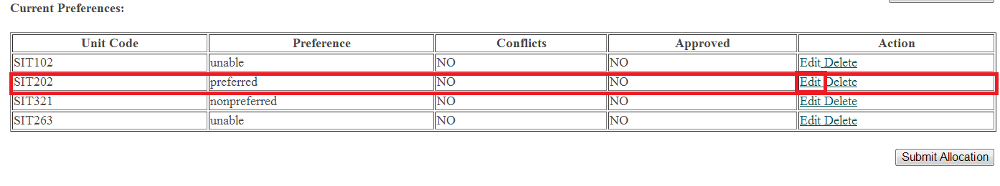 Current Preferences:
Unit Code Preference Conflicts Approved Action
SIT102 unable NO NO Edit Delete
SIT202 preferred NO NO Edit Delete
SIT321 nonpreferred NO NO Edit Delete
SIT263 unable NO NO Edit Delete
Submit Allocation